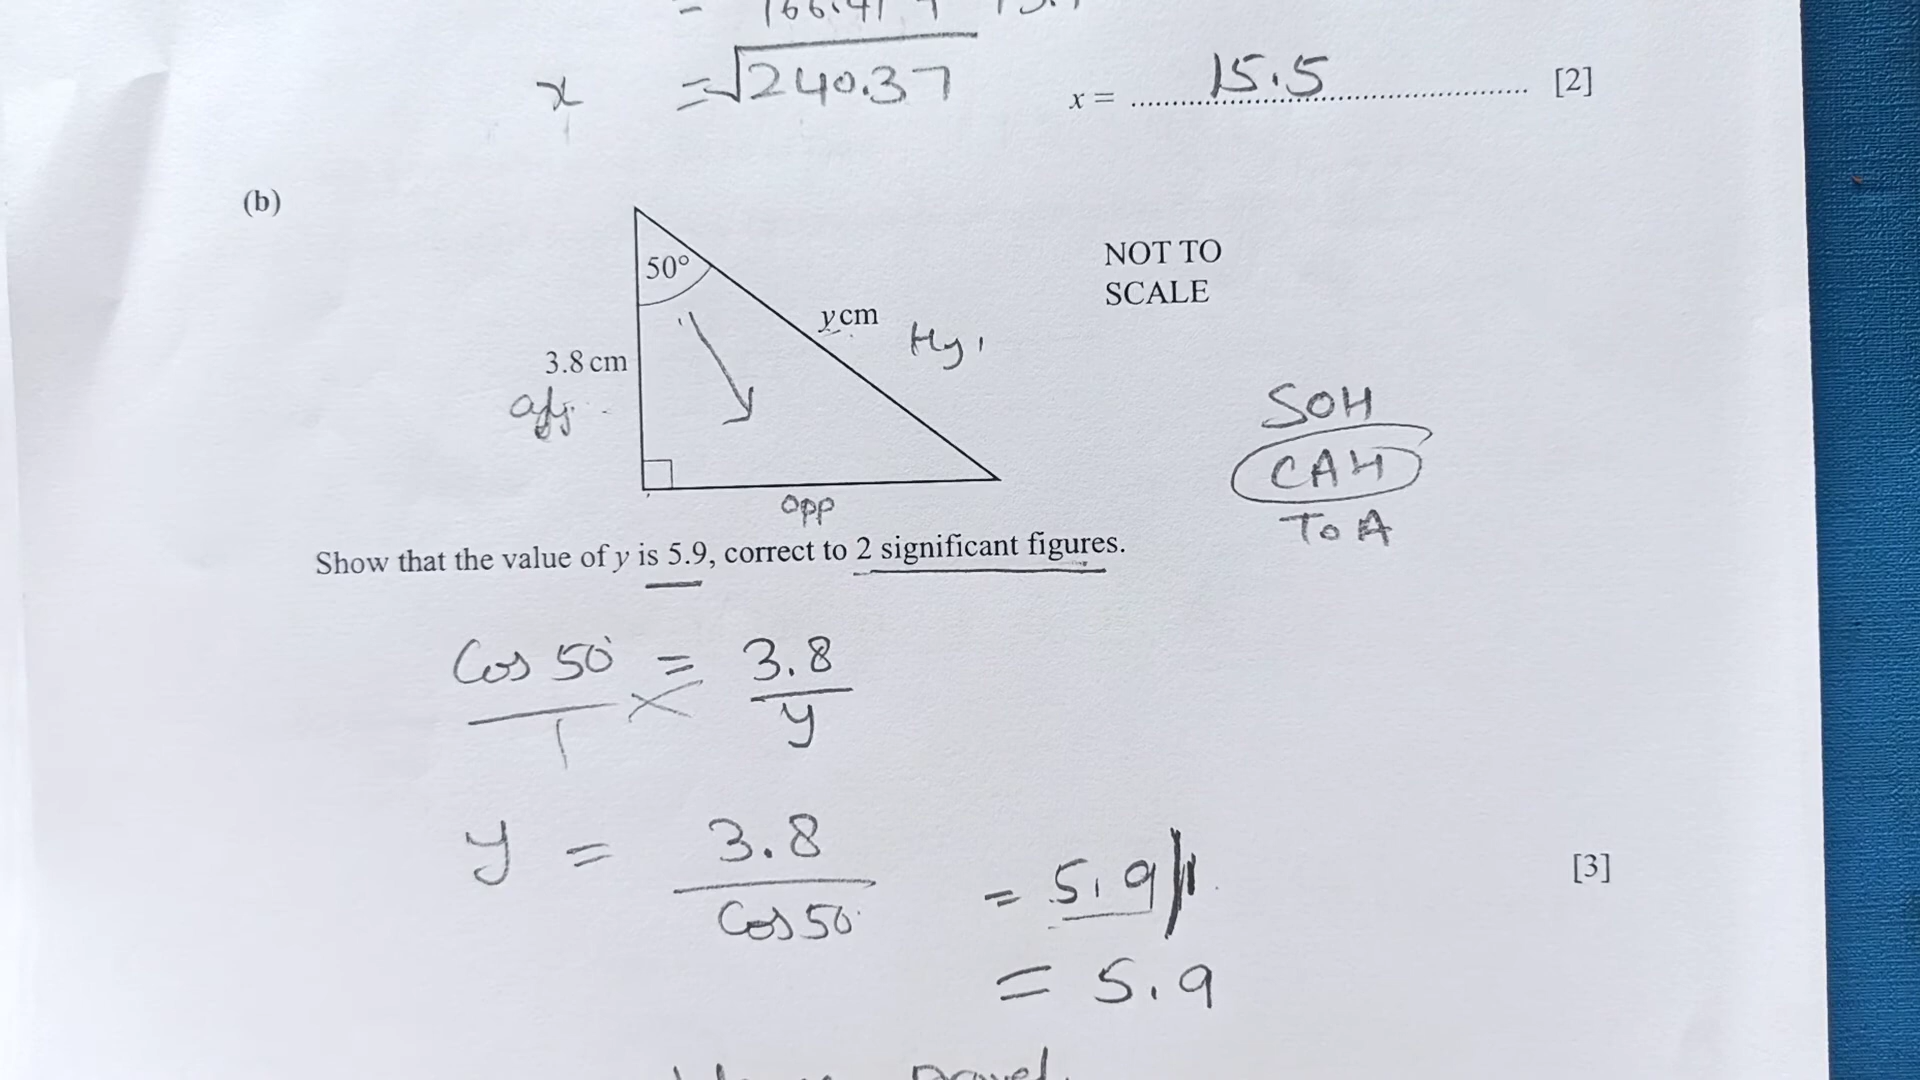 x = √240.37 x = 15.5 [2]
(b)
50°
NOT TO
SCALE
y cm Hy,
3.8 cm
adj.
SOH
CAH
TOA
opp
Show that the value of y is 5.9, correct to 2 significant figures.
Cos 50 = 3.8
1 y
y = 3.8
Cos 50
= 5.9|1 [3]
= 5.9